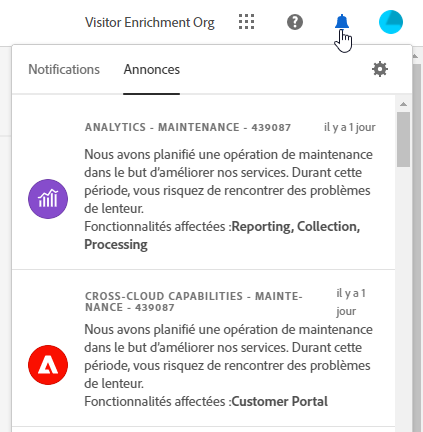 Visitor Enrichment Org
Notifications
Annonces
ANALYTICS - MAINTENANCE - 439087
il y a 1 jour
Nous avons planifié une opération de maintenance
dans le but d’améliorer nos services. Durant cette
période, vous risquez de rencontrer des problèmes
de lenteur.
Fonctionnalités affectées :Reporting, Collection,
Processing
CROSS-CLOUD CAPABILITIES - MAINTE-
NANCE - 439087
il y a 1
jour
Nous avons planifié une opération de maintenance
dans le but d’améliorer nos services. Durant cette
période, vous risquez de rencontrer des problèmes
de lenteur.
Fonctionnalités affectées :Customer Portal